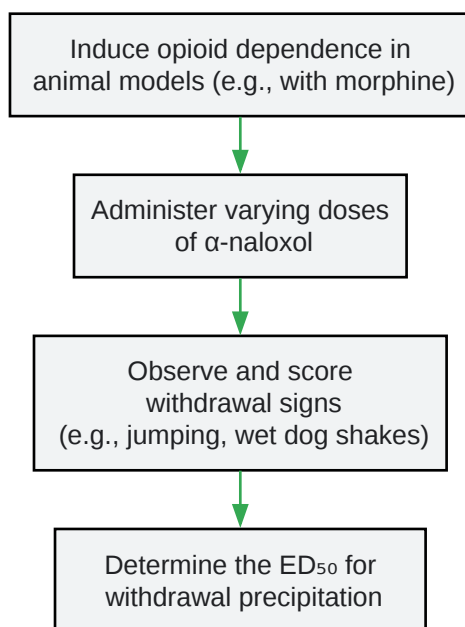 Induce opioid dependence in
animal models (e.g., with morphine)
Administer varying doses
of α-naloxol
Observe and score
withdrawal signs
(e.g., jumping, wet dog shakes)
Determine the ED₅₀ for
withdrawal precipitation